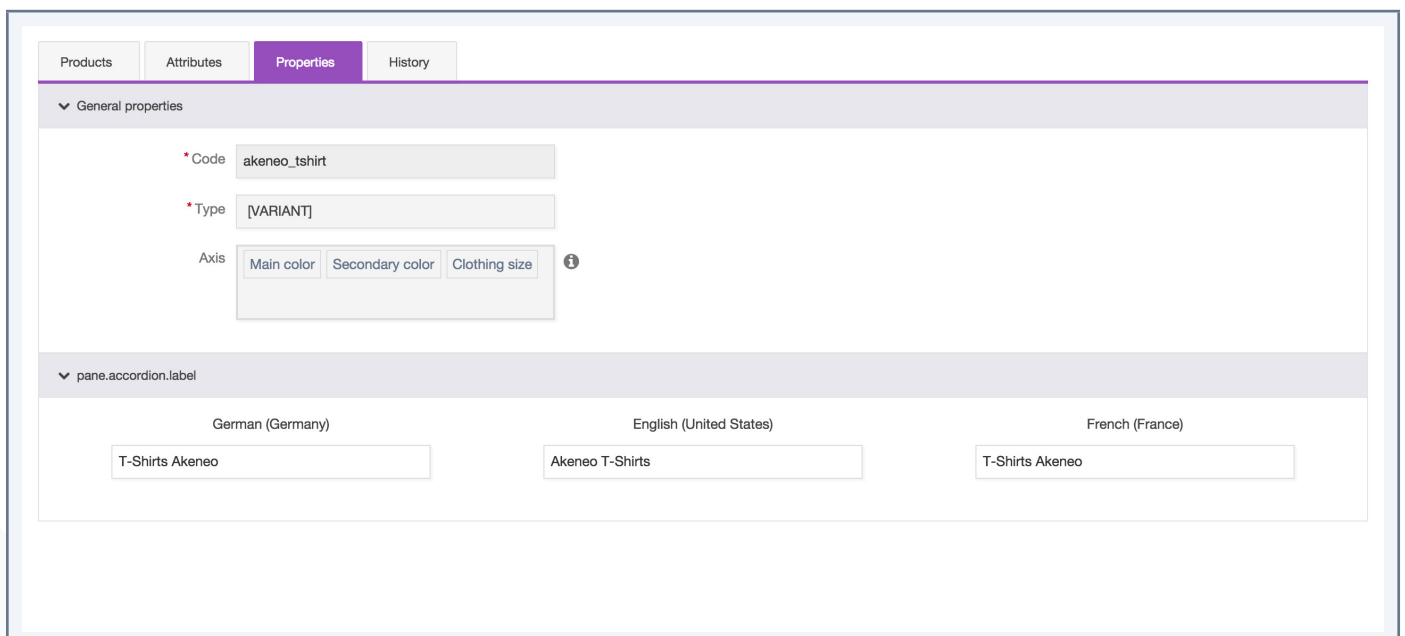 Products Attributes Properties History
General properties
* Code akeneo_tshirt
* Type [VARIANT]
Axis Main color Secondary color Clothing size
pane.accordion.label
German (Germany) English (United States) French (France)
T-Shirts Akeneo Akeneo T-Shirts T-Shirts Akeneo